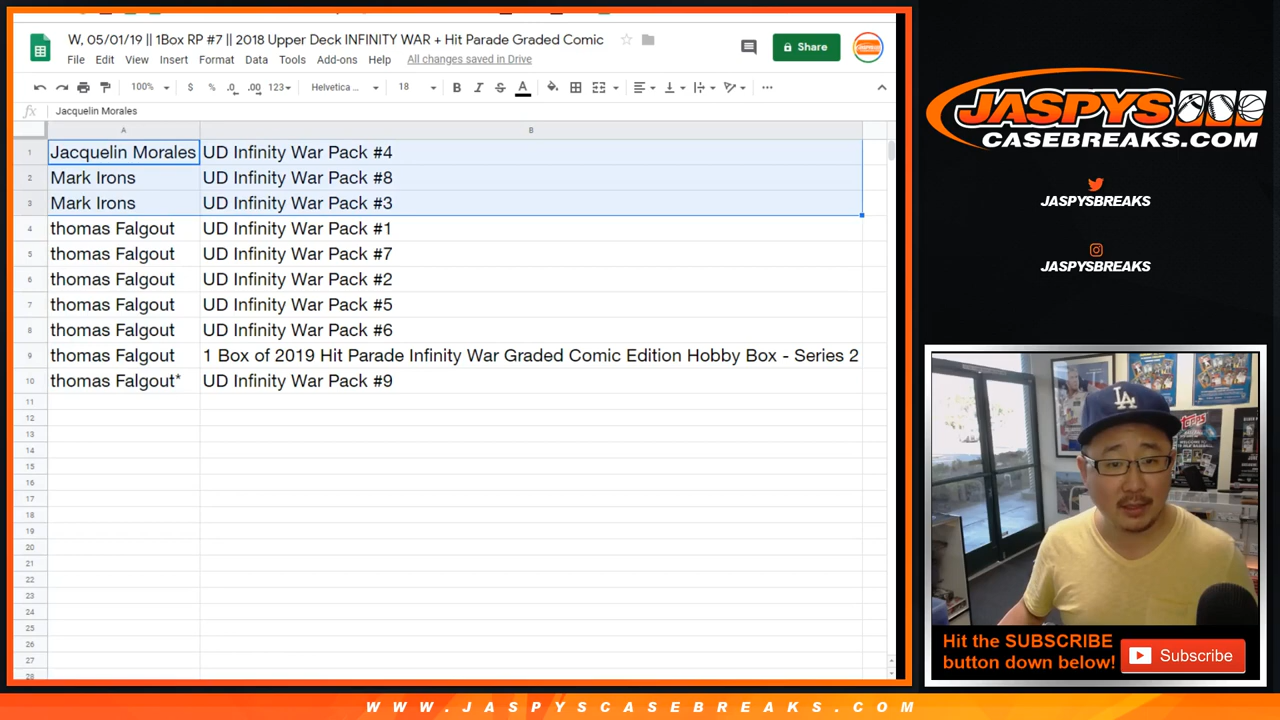 W, 05/01/19 || 1Box RP #7 || 2018 Upper Deck INFINITY WAR + Hit Parade Graded Comic
File Edit View Insert Format Data Tools Add-ons Help All changes saved in Drive
Share
100% $ % .0 .00 123 Helvetica ... 18 B I S A
fx Jacquelin Morales
A B
1 Jacquelin Morales UD Infinity War Pack #4
2 Mark Irons UD Infinity War Pack #8
3 Mark Irons UD Infinity War Pack #3
4 thomas Falgout UD Infinity War Pack #1
5 thomas Falgout UD Infinity War Pack #7
6 thomas Falgout UD Infinity War Pack #2
7 thomas Falgout UD Infinity War Pack #5
8 thomas Falgout UD Infinity War Pack #6
9 thomas Falgout 1 Box of 2019 Hit Parade Infinity War Graded Comic Edition Hobby Box - Series 2
10 thomas Falgout* UD Infinity War Pack #9
11
12
13
14
15
16
17
18
19
20
21
22
23
24
25
26
27
28
JASPYS
CASEBREAKS.COM
JASPYSBREAKS
JASPYSBREAKS
LA
Topps
Hit the SUBSCRIBE
button down below!
Subscribe
WWW.JASPYSCASEBREAKS.COM